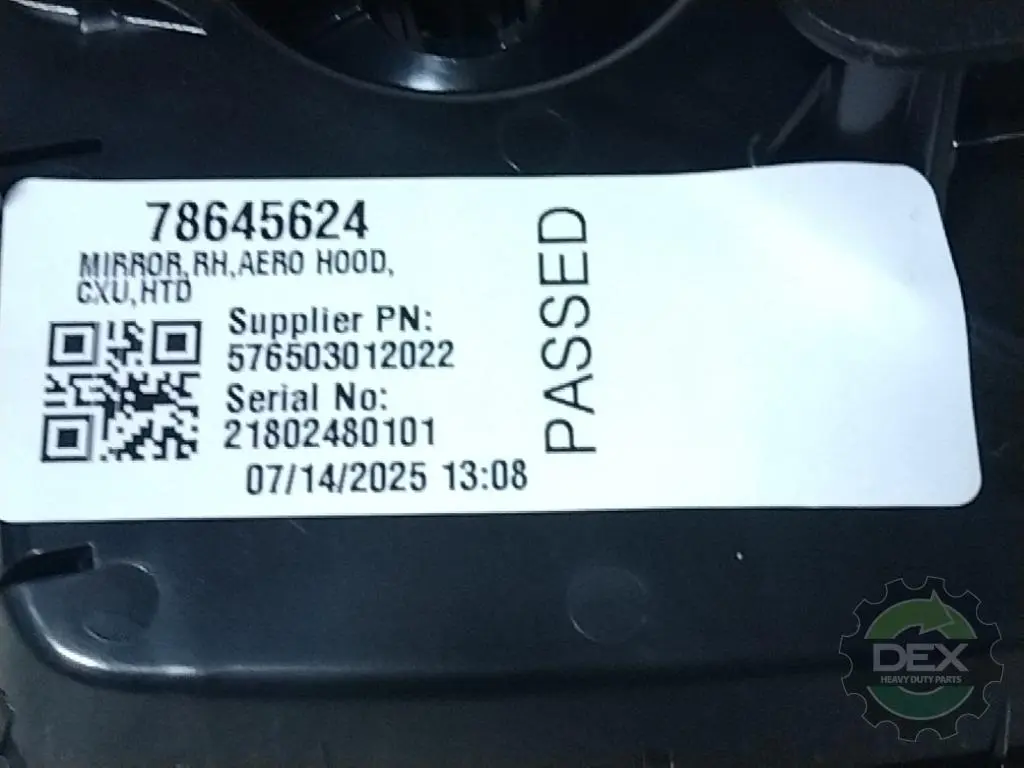 78645624
MIRROR,RH,AERO HOOD,
CXU,HTD
Supplier PN:
576503012022
Serial No:
21802480101
07/14/2025 13:08
PASSED
DEX
HEAVY DUTY PARTS